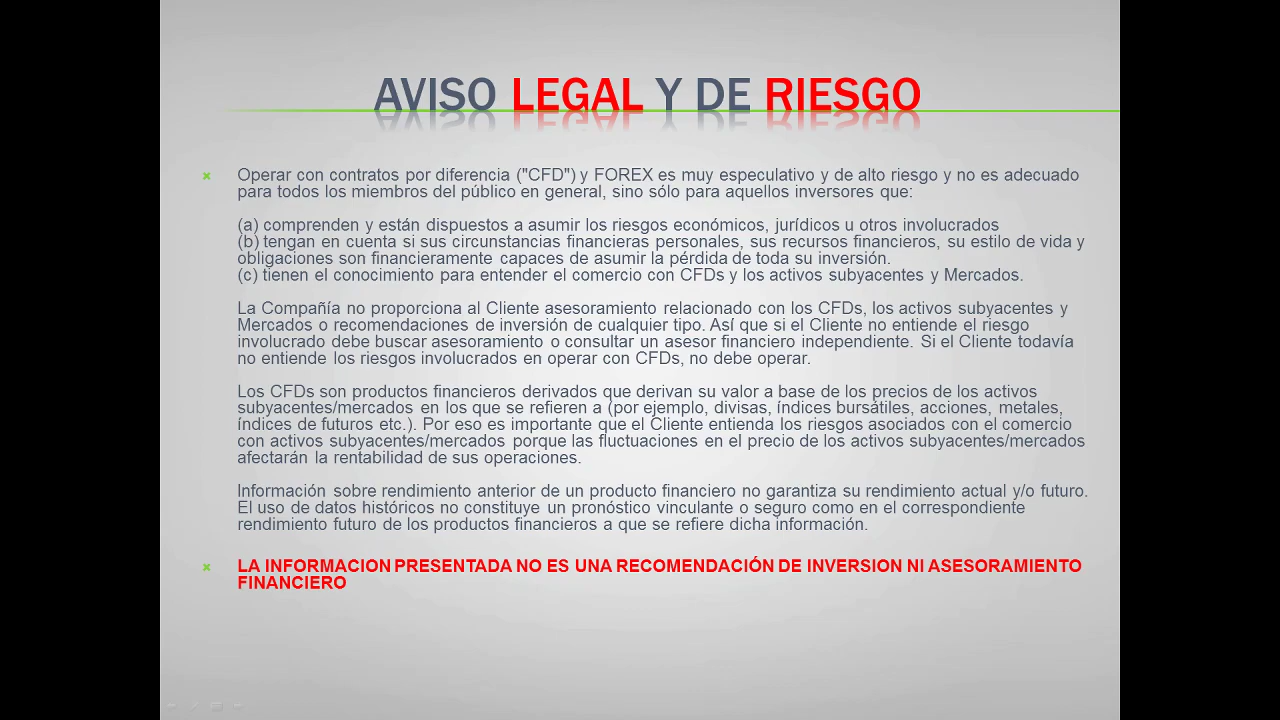 AVISO LEGAL Y DE RIESGO
Operar con contratos por diferencia ("CFD") y FOREX es muy especulativo y de alto riesgo y no es adecuado
para todos los miembros del público en general, sino sólo para aquellos inversores que:
(a) comprenden y están dispuestos a asumir los riesgos económicos, jurídicos u otros involucrados
(b) tengan en cuenta si sus circunstancias financieras personales, sus recursos financieros, su estilo de vida y
obligaciones son financieramente capaces de asumir la pérdida de toda su inversión.
(c) tienen el conocimiento para entender el comercio con CFDs y los activos subyacentes y Mercados.
La Compañía no proporciona al Cliente asesoramiento relacionado con los CFDs, los activos subyacentes y
Mercados o recomendaciones de inversión de cualquier tipo. Así que si el Cliente no entiende el riesgo
involucrado debe buscar asesoramiento o consultar un asesor financiero independiente. Si el Cliente todavía
no entiende los riesgos involucrados en operar con CFDs, no debe operar.
Los CFDs son productos financieros derivados que derivan su valor a base de los precios de los activos
subyacentes/mercados en los que se refieren a (por ejemplo, divisas, índices bursátiles, acciones, metales,
índices de futuros etc.). Por eso es importante que el Cliente entienda los riesgos asociados con el comercio
con activos subyacentes/mercados porque las fluctuaciones en el precio de los activos subyacentes/mercados
afectarán la rentabilidad de sus operaciones.
Información sobre rendimiento anterior de un producto financiero no garantiza su rendimiento actual y/o futuro.
El uso de datos históricos no constituye un pronóstico vinculante o seguro como en el correspondiente
rendimiento futuro de los productos financieros a que se refiere dicha información.
LA INFORMACION PRESENTADA NO ES UNA RECOMENDACIÓN DE INVERSION NI ASESORAMIENTO
FINANCIERO